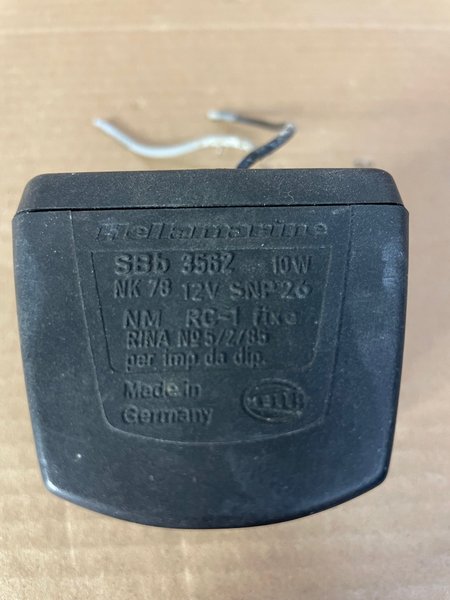 Hellamarine
SBb 3562 10W
NK 78 12V SNP'26
NM RC-1 fixe
RINA Nº 5/2/85
per imp da dip.
Made in
Germany
HELLA